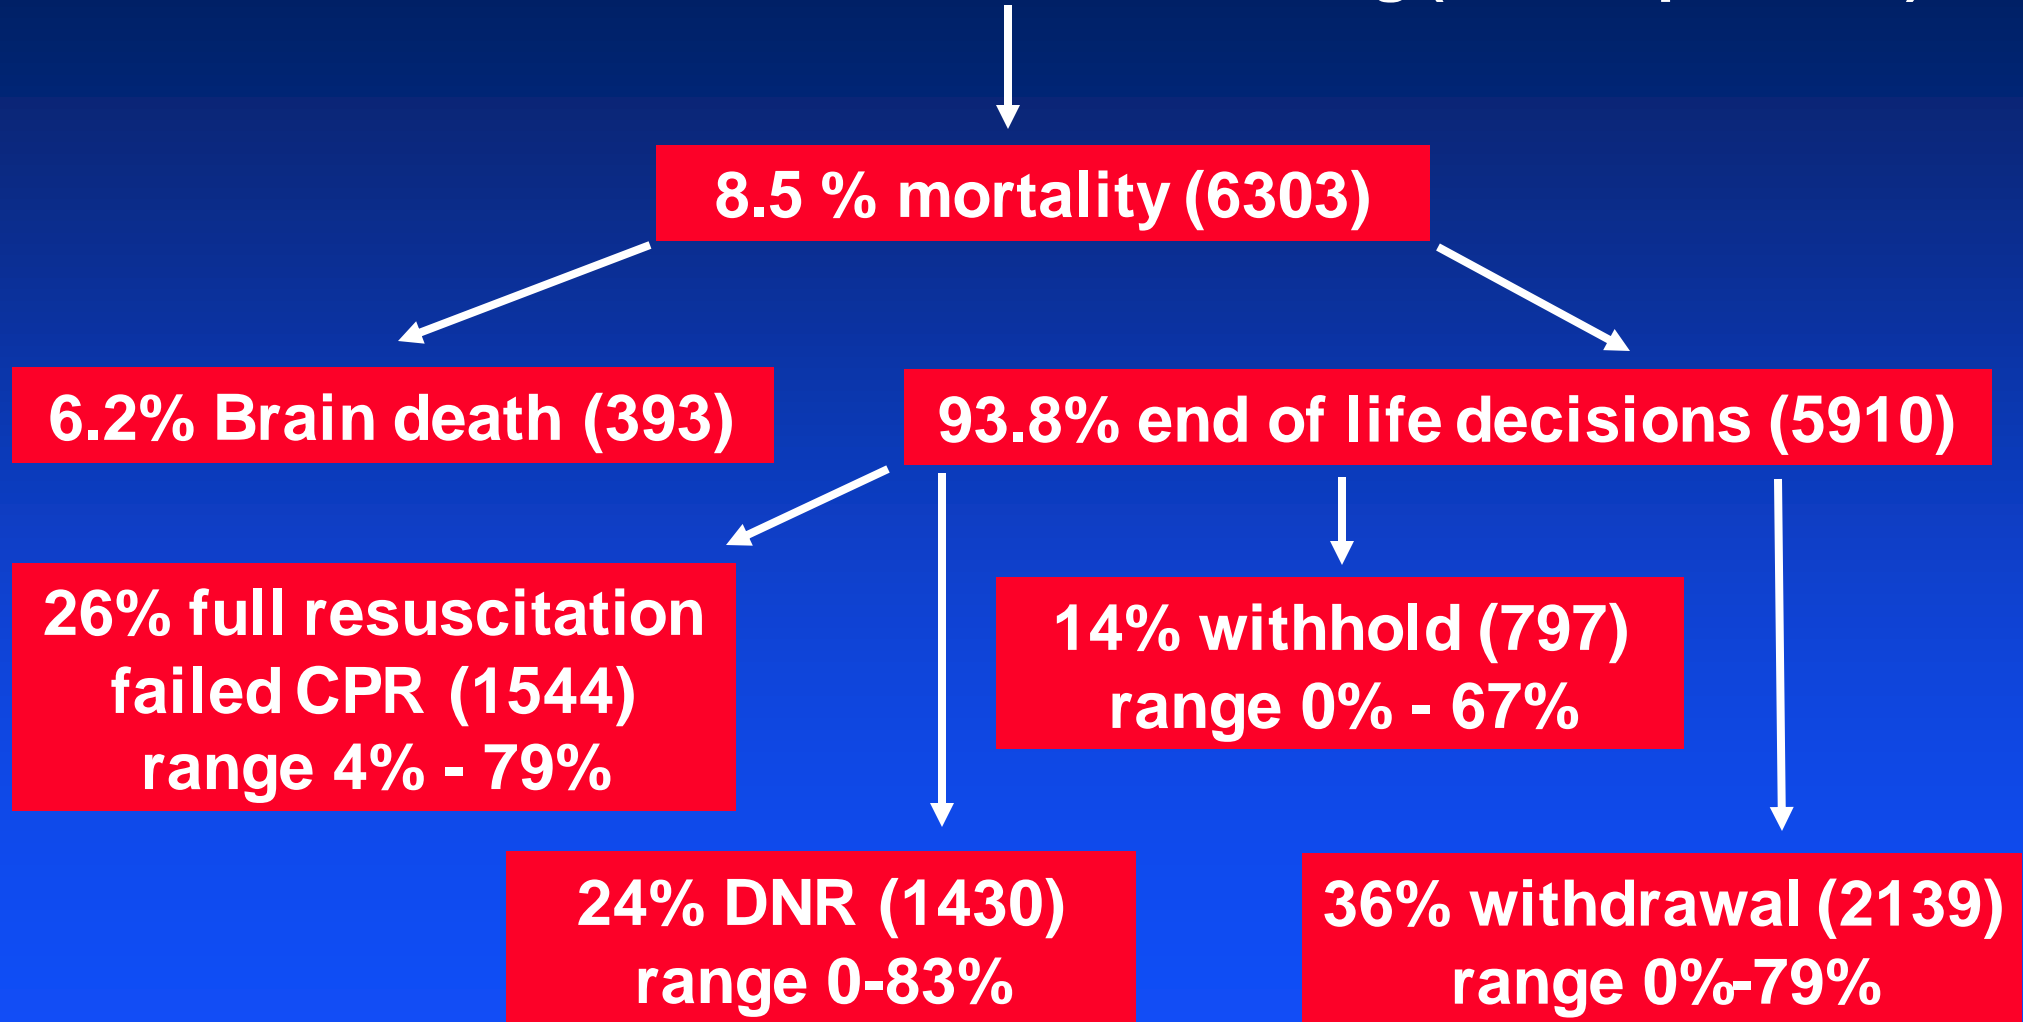 8.5 % mortality (6303)
6.2% Brain death (393)
93.8% end of life decisions (5910)
26% full resuscitation
failed CPR (1544)
range 4% - 79%
14% withhold (797)
range 0% - 67%
24% DNR (1430)
range 0-83%
36% withdrawal (2139)
range 0%-79%